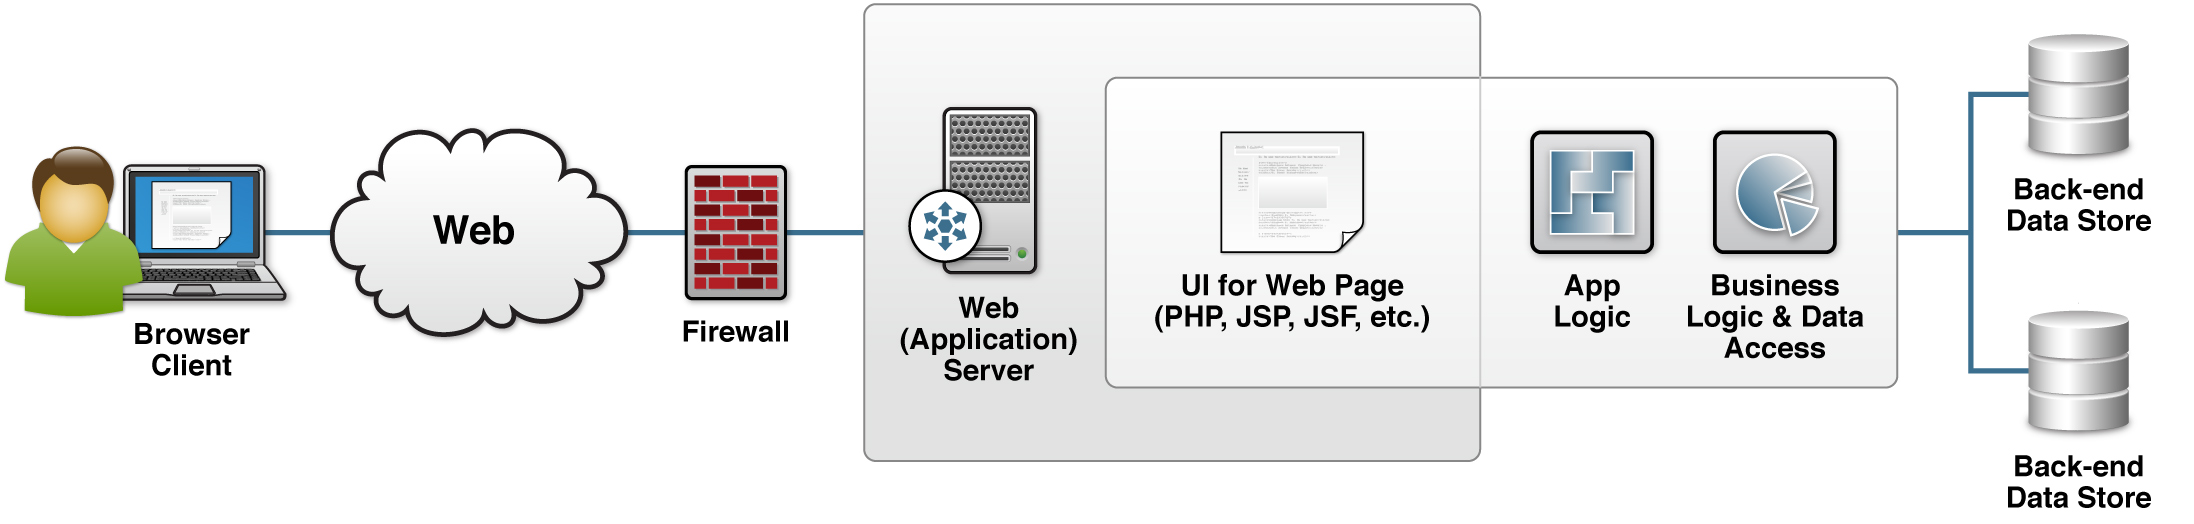 Browser
Client
Web
Firewall
Web
(Application)
Server
UI for Web Page
(PHP, JSP, JSF, etc.)
App
Logic
Business
Logic & Data
Access
Back-end
Data Store
Back-end
Data Store